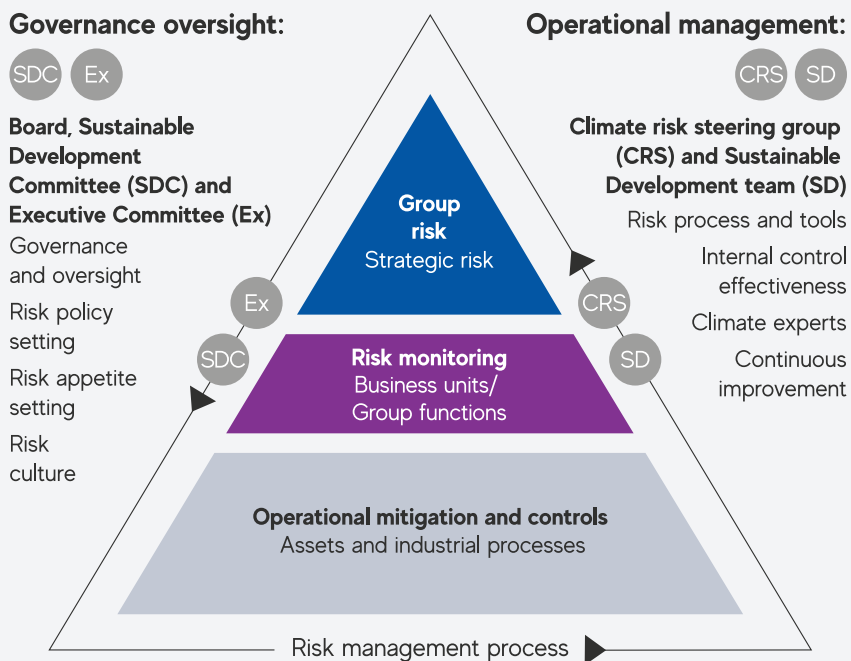 Governance oversight:
SDC Ex
Board, Sustainable
Development
Committee (SDC) and
Executive Committee (Ex)
Governance
and oversight
Risk policy
setting
Risk appetite
setting
Risk
culture
Ex
SDC
Group
risk
Strategic risk
Risk monitoring
Business units/
Group functions
Operational mitigation and controls
Assets and industrial processes
Risk management process
Operational management:
CRS SD
Climate risk steering group
(CRS) and Sustainable
Development team (SD)
Risk process and tools
Internal control
effectiveness
Climate experts
Continuous
improvement
CRS
SD